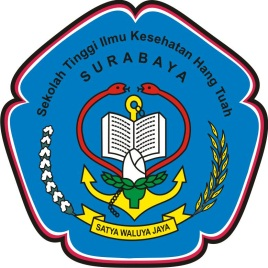 Sekolah Tinggi Ilmu Kesehatan Hang Tuah
SURABAYA
SATYA WALUYA JAYA